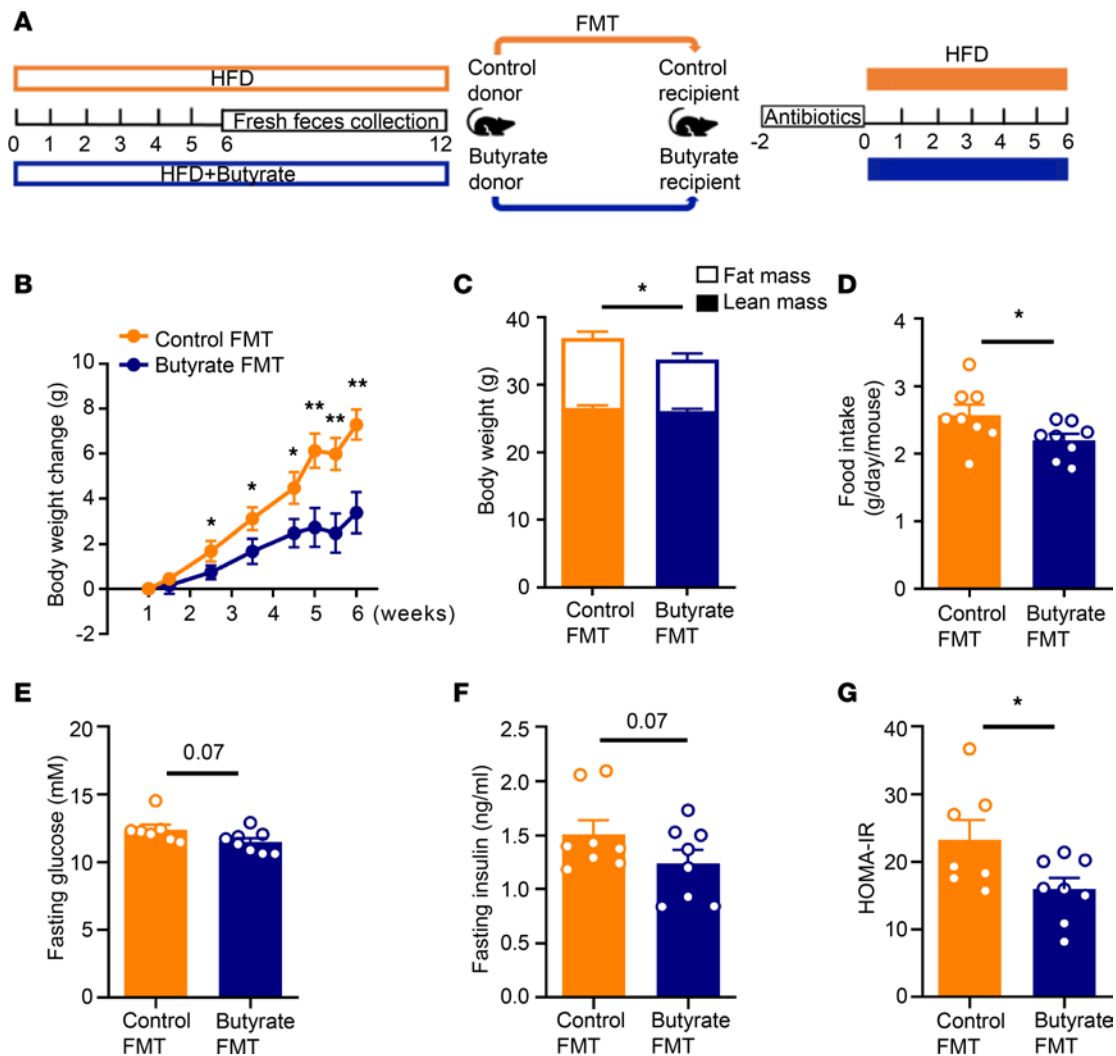 A
FMT
HFD
Control donor
Control recipient
HFD
Fresh feces collection
0 1 2 3 4 5 6 12
Antibiotics
-2 0 1 2 3 4 5 6
HFD+Butyrate
Butyrate donor
Butyrate recipient
B
Control FMT
Butyrate FMT
Body weight change (g)
10
8
6
4
2
0
-2
* * * ** ** **
1 2 3 4 5 6 (weeks)
C
Fat mass
Lean mass
*
Body weight (g)
40
30
20
10
0
Control FMT
Butyrate FMT
D
*
Food intake
(g/day/mouse)
4
3
2
1
0
Control FMT
Butyrate FMT
E
0.07
Fasting glucose (mM)
20
15
10
5
0
Control FMT
Butyrate FMT
F
0.07
Fasting insulin (ng/ml)
2.5
2.0
1.5
1.0
0.5
0.0
Control FMT
Butyrate FMT
G
*
HOMA-IR
40
30
20
10
0
Control FMT
Butyrate FMT